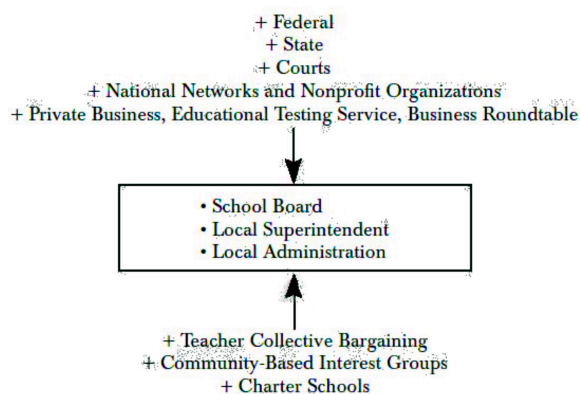 + Federal
+ State
+ Courts
+ National Networks and Nonprofit Organizations
+ Private Business, Educational Testing Service, Business Roundtable
• School Board
• Local Superintendent
• Local Administration
+ Teacher Collective Bargaining
+ Community-Based Interest Groups
+ Charter Schools